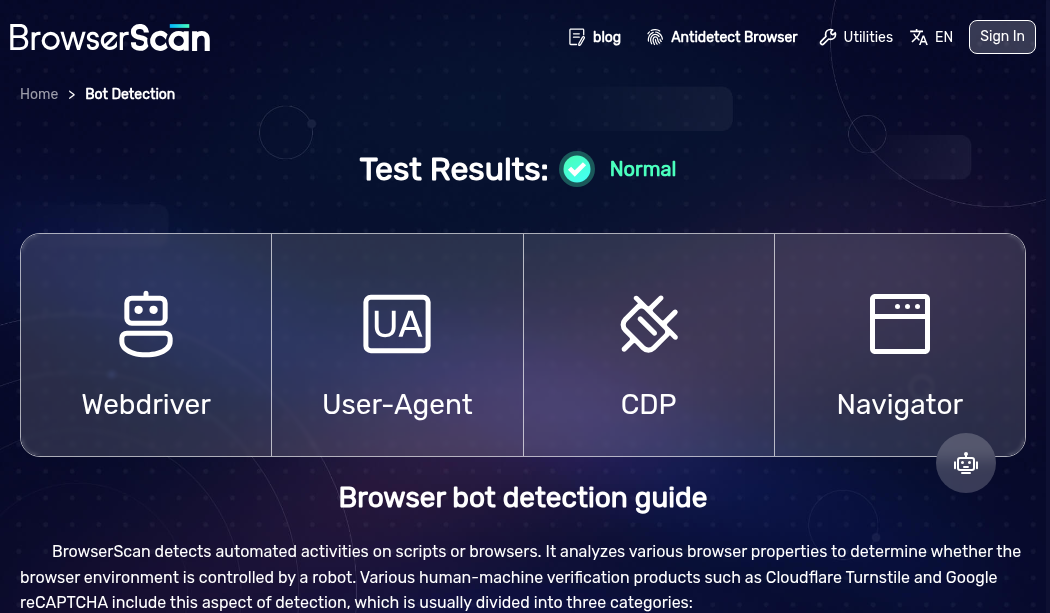 BrowserScan
blog
Antidetect Browser
Utilities
EN
Sign In
Home > Bot Detection
Test Results: Normal
UA
Webdriver
User-Agent
CDP
Navigator
Browser bot detection guide
BrowserScan detects automated activities on scripts or browsers. It analyzes various browser properties to determine whether the
browser environment is controlled by a robot. Various human-machine verification products such as Cloudflare Turnstile and Google
reCAPTCHA include this aspect of detection, which is usually divided into three categories: